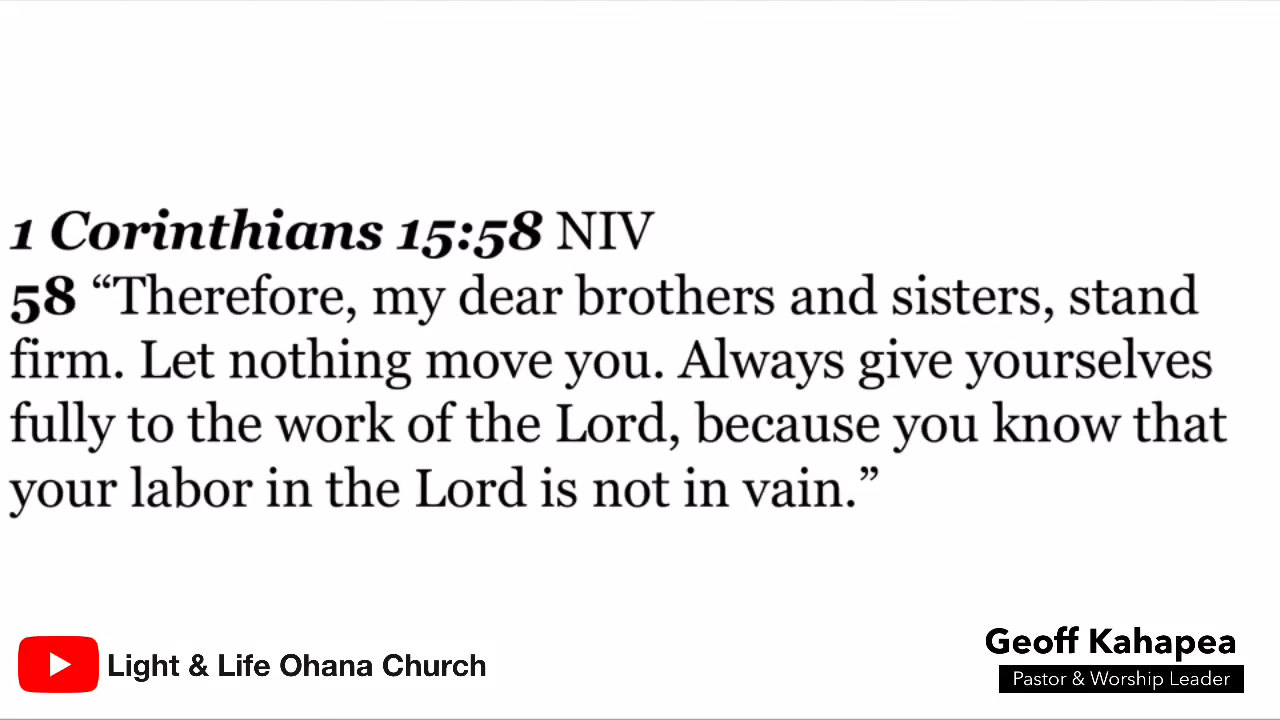 1 Corinthians 15:58 NIV
58 “Therefore, my dear brothers and sisters, stand
firm. Let nothing move you. Always give yourselves
fully to the work of the Lord, because you know that
your labor in the Lord is not in vain.”
Light & Life Ohana Church
Geoff Kahapea
Pastor & Worship Leader